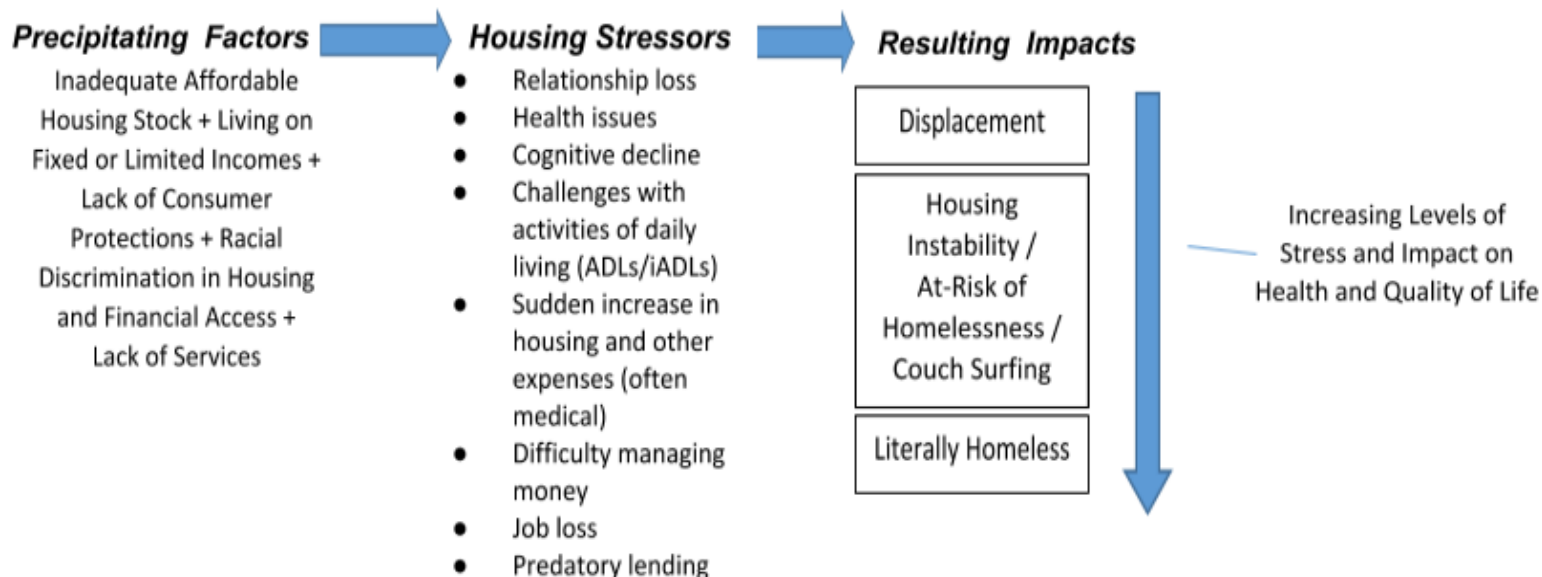 Precipitating Factors
Inadequate Affordable
Housing Stock + Living on
Fixed or Limited Incomes +
Lack of Consumer
Protections + Racial
Discrimination in Housing
and Financial Access +
Lack of Services
Housing Stressors
● Relationship loss
● Health issues
● Cognitive decline
● Challenges with
activities of daily
living (ADLs/iADLs)
● Sudden increase in
housing and other
expenses (often
medical)
● Difficulty managing
money
● Job loss
● Predatory lending
Resulting Impacts
Displacement
Housing
Instability /
At-Risk of
Homelessness /
Couch Surfing
Literally Homeless
Increasing Levels of
Stress and Impact on
Health and Quality of Life